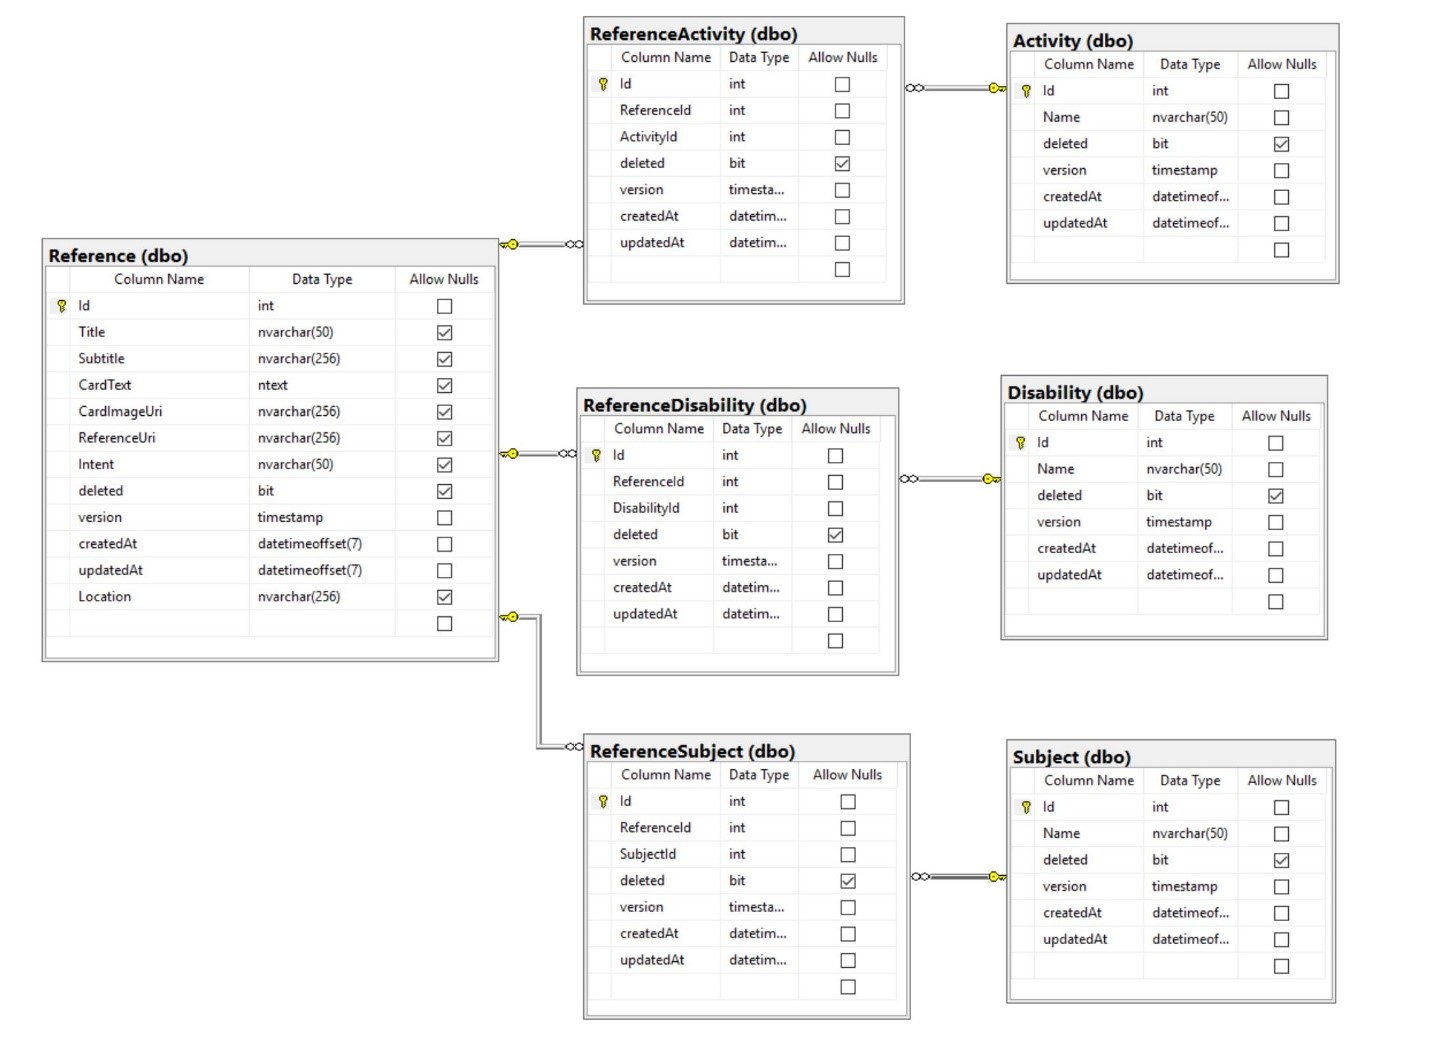 ReferenceActivity (dbo)
Column Name Data Type Allow Nulls
Id int
ReferenceId int
ActivityId int
deleted bit
version timesta...
createdAt datetim...
updatedAt datetim...
Activity (dbo)
Column Name Data Type Allow Nulls
Id int
Name nvarchar(50)
deleted bit
version timestamp
createdAt datetimeof...
updatedAt datetimeof...
Reference (dbo)
Column Name Data Type Allow Nulls
Id int
Title nvarchar(50)
Subtitle nvarchar(256)
CardText ntext
CardImageUri nvarchar(256)
ReferenceUri nvarchar(256)
Intent nvarchar(50)
deleted bit
version timestamp
createdAt datetimeoffset(7)
updatedAt datetimeoffset(7)
Location nvarchar(256)
ReferenceDisability (dbo)
Column Name Data Type Allow Nulls
Id int
ReferenceId int
DisabilityId int
deleted bit
version timesta...
createdAt datetim...
updatedAt datetim...
Disability (dbo)
Column Name Data Type Allow Nulls
Id int
Name nvarchar(50)
deleted bit
version timestamp
createdAt datetimeof...
updatedAt datetimeof...
ReferenceSubject (dbo)
Column Name Data Type Allow Nulls
Id int
ReferenceId int
SubjectId int
deleted bit
version timesta...
createdAt datetim...
updatedAt datetim...
Subject (dbo)
Column Name Data Type Allow Nulls
Id int
Name nvarchar(50)
deleted bit
version timestamp
createdAt datetimeof...
updatedAt datetimeof...